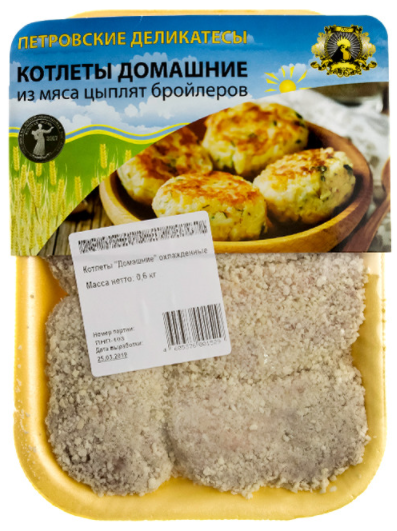 ПЕТРОВСКИЕ ДЕЛИКАТЕСЫ
КОТЛЕТЫ ДОМАШНИЕ
из мяса цыплят бройлеров
Котлеты "Домашние" охлажденные
Масса нетто: 0,6 кг
Номер партии:
Дата выработки:
25.03.2018